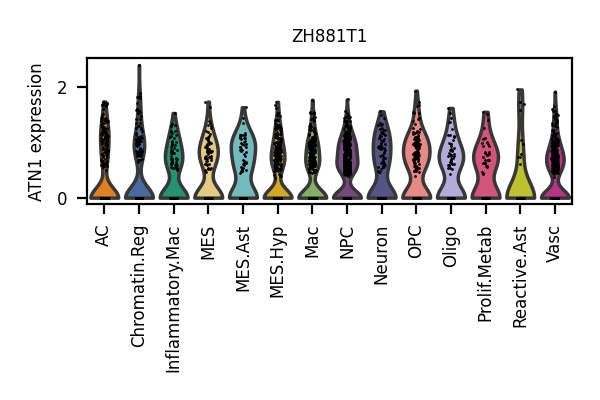 ZH881T1
ATN1 expression
2
0
AC
Chromatin.Reg
Inflammatory.Mac
MES
MES.Ast
MES.Hyp
Mac
NPC
Neuron
OPC
Oligo
Prolif.Metab
Reactive.Ast
Vasc